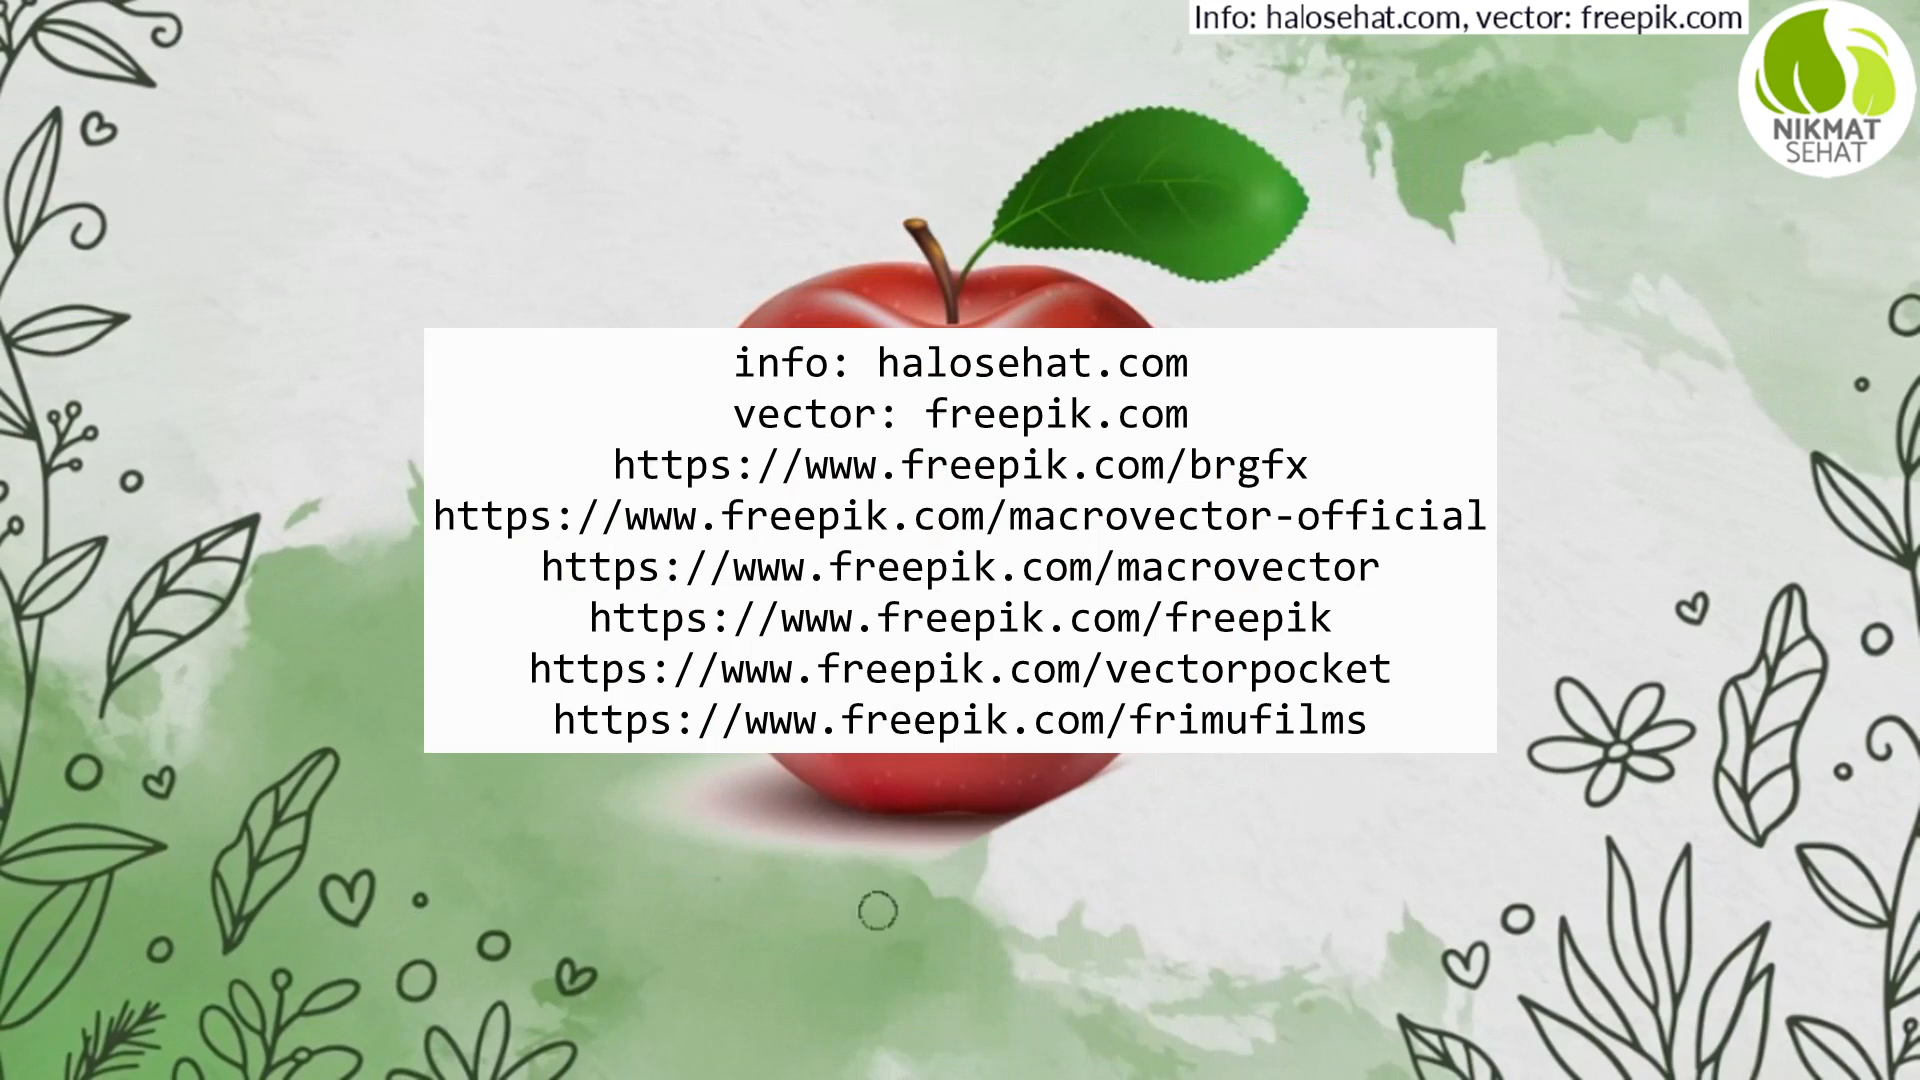 Info: halosehat.com, vector: freepik.com
NIKMAT
SEHAT
info: halosehat.com
vector: freepik.com
https://www.freepik.com/brgfx
https://www.freepik.com/macrovector-official
https://www.freepik.com/macrovector
https://www.freepik.com/freepik
https://www.freepik.com/vectorpocket
https://www.freepik.com/frimufilms